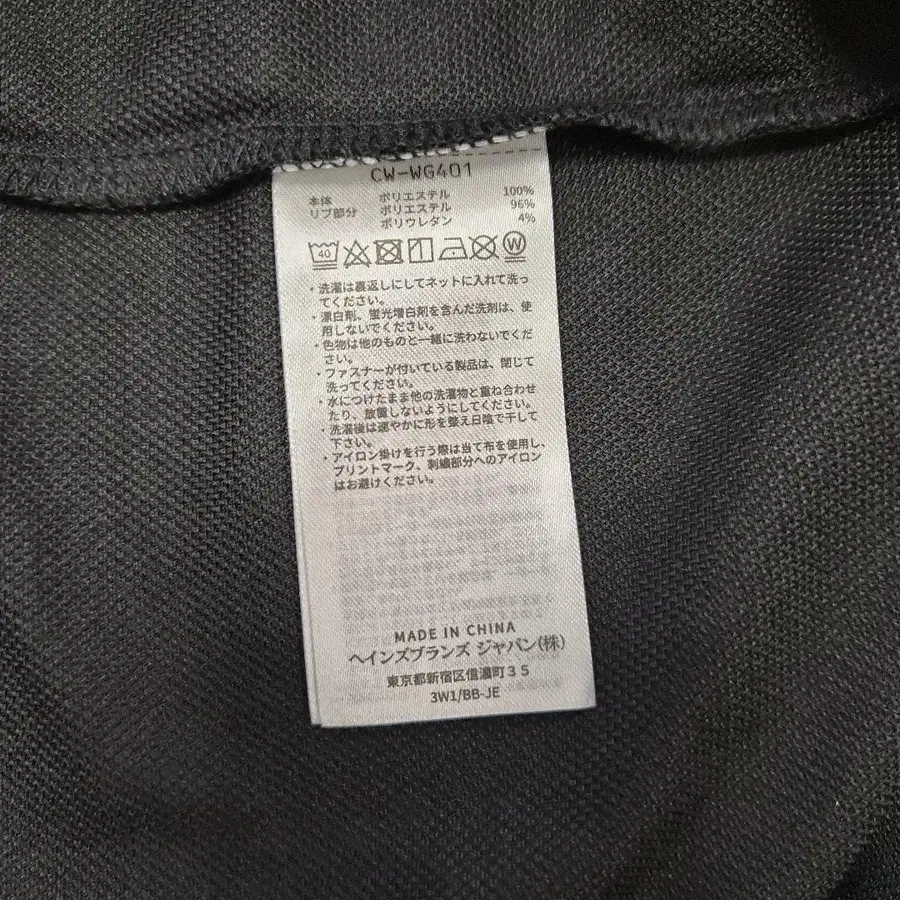 CW-WG401
本体 ポリエステル 100%
リブ部分 ポリエステル 96%
ポリウレタン 4%
40 W
・洗濯は裏返しにしてネットに入れて洗っ
てください。
・漂白剤、蛍光増白剤を含んだ洗剤は、使
用しないでください。
・色物は他のものと一緒に洗わないでくだ
さい。
・ファスナーが付いている製品は、閉じて
洗ってください。
・水につけたまま他の洗濯物と重ね合わせ
たり、放置しないようにしてください。
・洗濯後は速やかに形を整え日陰で干して
下さい。
・アイロン掛けを行う際は当て布を使用し、
プリントマーク、刺繍部分へのアイロン
はお避けください。
MADE IN CHINA
ヘインズブランズ ジャパン(株)
東京都新宿区信濃町35
3W1/BB-JE